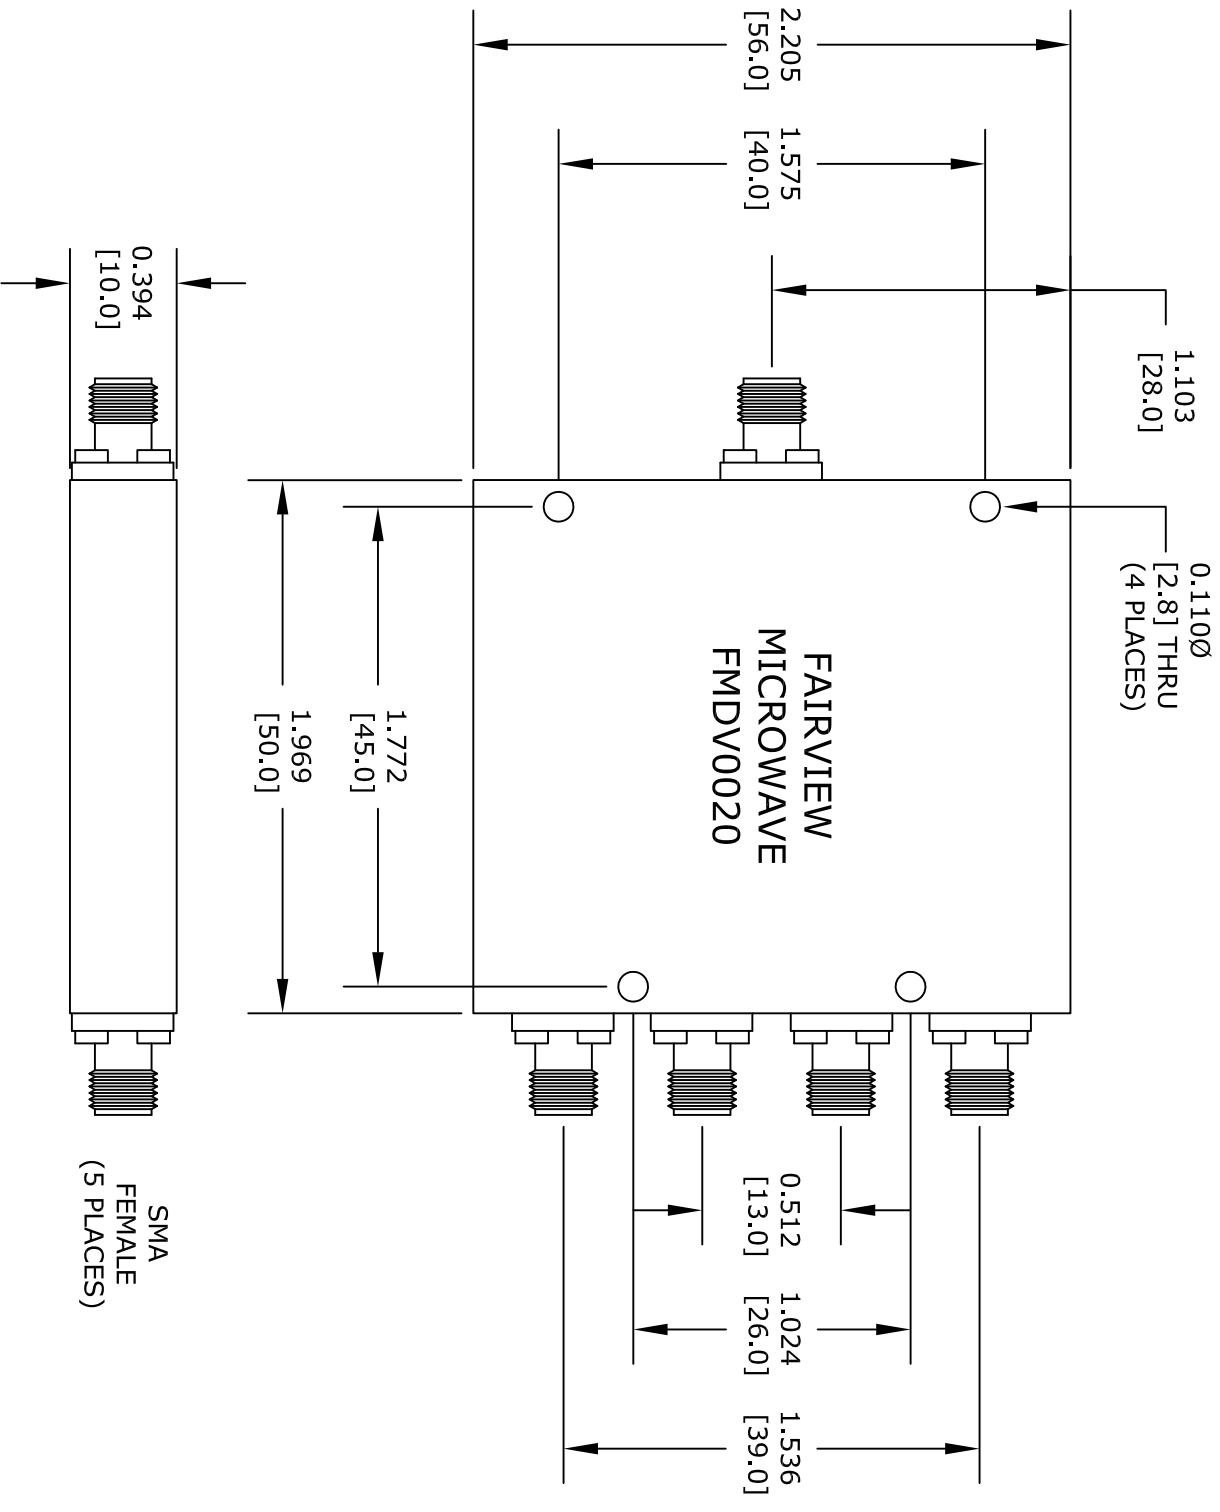 2.205
[56.0]
1.575
[40.0]
1.103
[28.0]
0.110Ø
[2.8] THRU
(4 PLACES)
0.394
[10.0]
FAIRVIEW
MICROWAVE
FMDV0020
1.772
[45.0]
1.969
[50.0]
0.512
[13.0]
1.024
[26.0]
1.536
[39.0]
SMA
FEMALE
(5 PLACES)